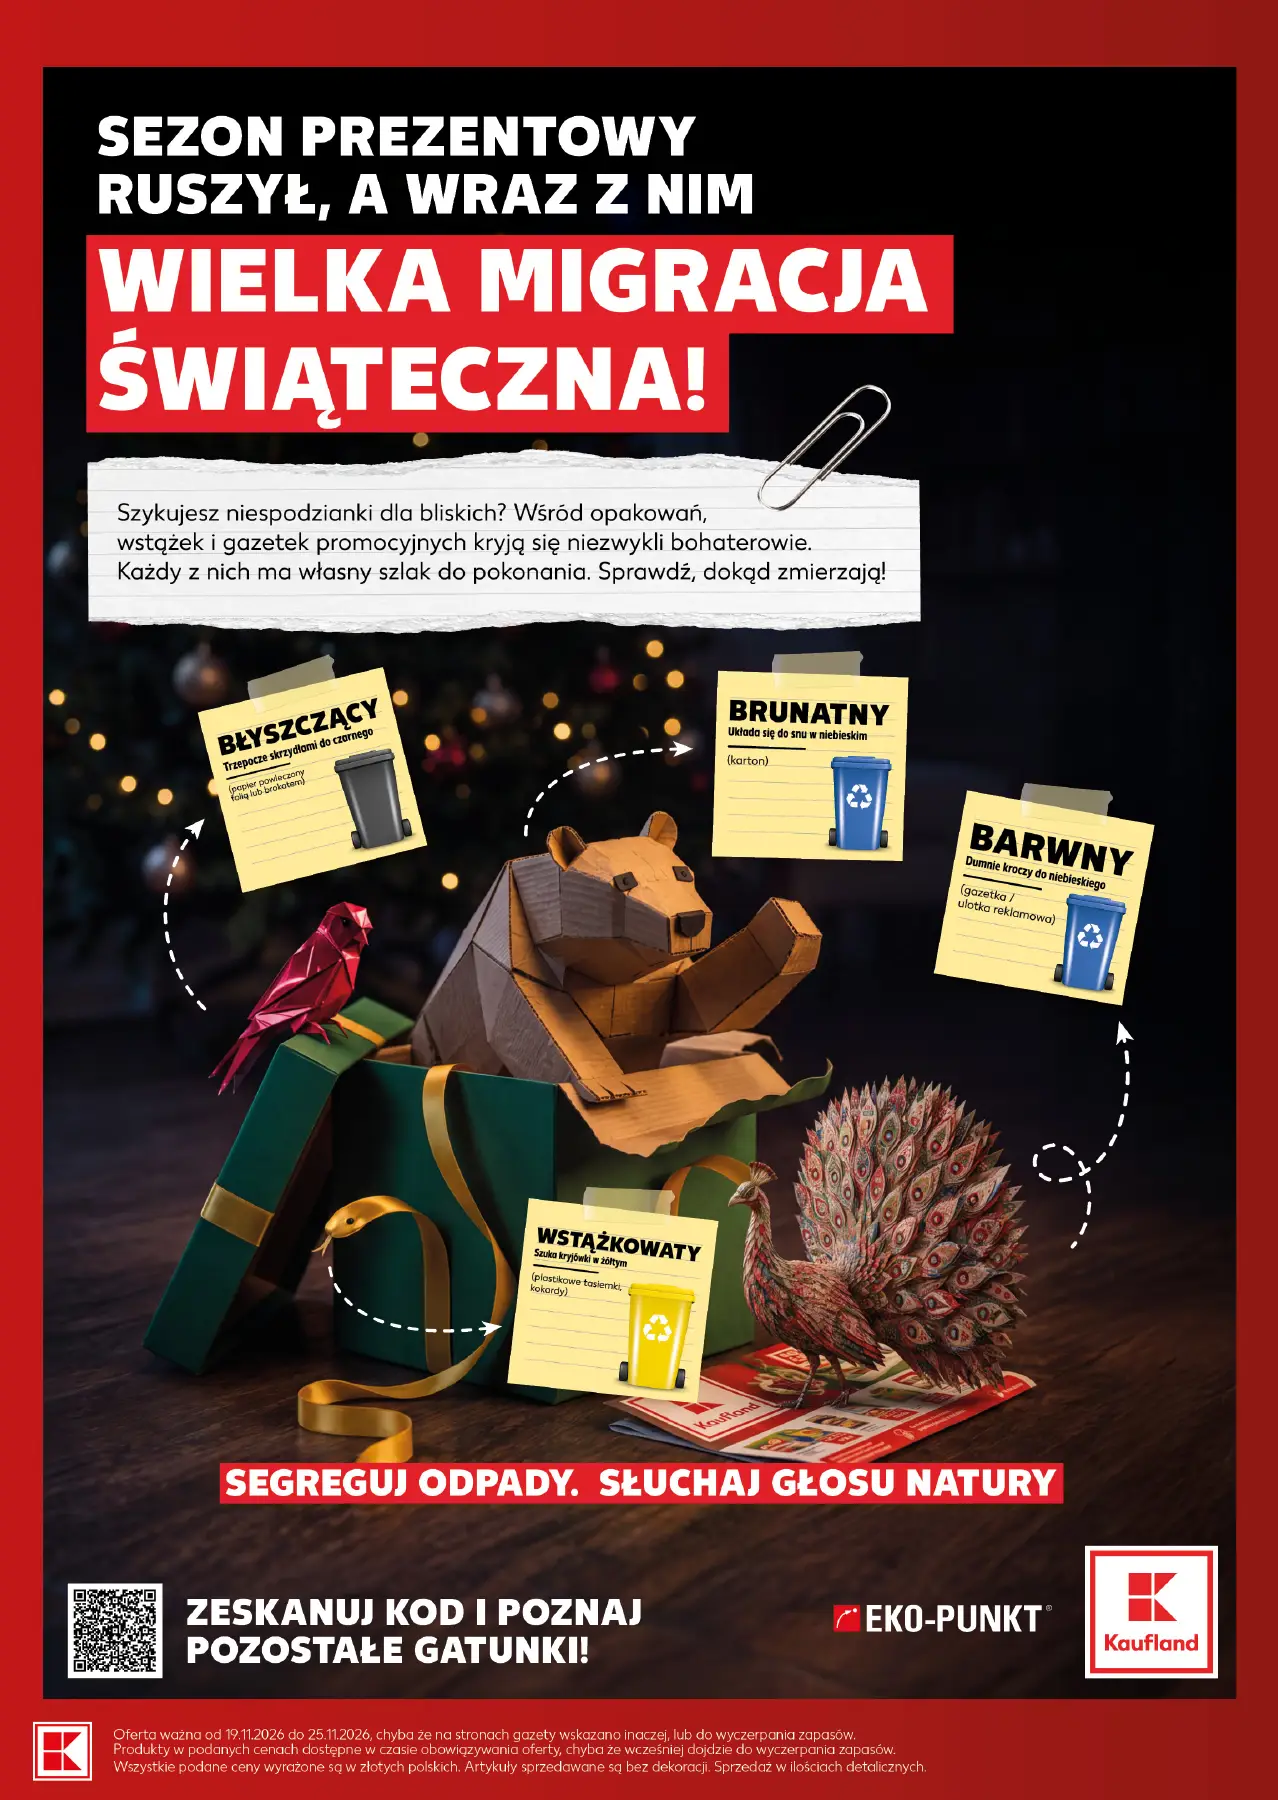 SEZON PREZENTOWY
RUSZYŁ, A WRAZ Z NIM
WIELKA MIGRACJA
ŚWIĄTECZNA!
Szykujesz niespodzianki dla bliskich? Wśród opakowań,
wstążek i gazetek promocyjnych kryją się niezwykli bohaterowie.
Każdy z nich ma własny szlak do pokonania. Sprawdź, dokąd zmierzają!
BŁYSZCZĄCY
Trzepocze skrzydłami do czarnego
(papier powleczony
folią lub brokatem)
BRUNATNY
Układa się do snu w niebieskim
(karton)
BARWNY
Dumnie kroczy do niebieskiego
(gazetka /
ulotka reklamowa)
WSTĄŻKOWATY
Szuka kryjówki w żółtym
(plastikowe tasiemki,
kokardy)
Kaufland
SEGREGUJ ODPADY. SŁUCHAJ GŁOSU NATURY
ZESKANUJ KOD I POZNAJ
POZOSTAŁE GATUNKI!
EKO-PUNKT®
Kaufland
Oferta ważna od 19.11.2026 do 25.11.2026, chyba że na stronach gazety wskazano inaczej, lub do wyczerpania zapasów.
Produkty w podanych cenach dostępne w czasie obowiązywania oferty, chyba że wcześniej dojdzie do wyczerpania zapasów.
Wszystkie podane ceny wyrażone są w złotych polskich. Artykuły sprzedawane są bez dekoracji. Sprzedaż w ilościach detalicznych.